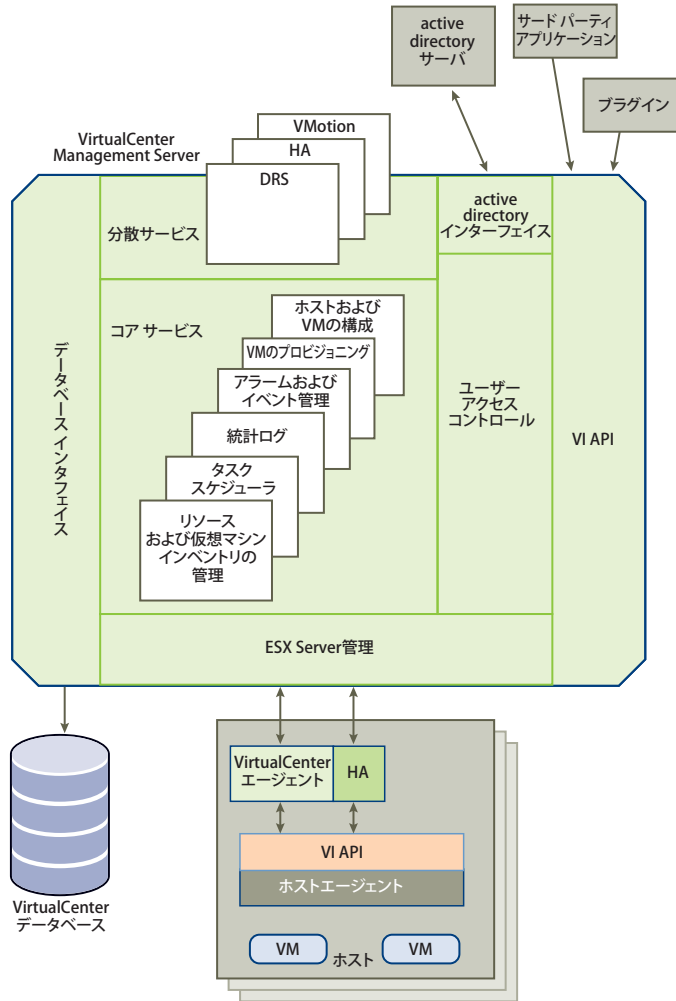 active
directory
サーバ
サード パーティ
アプリケーション
プラグイン
VirtualCenter
Management Server
VMotion
HA
DRS
分散サービス
active
directory
インターフェイス
コア サービス
ホストおよび
VMの構成
VMのプロビジョニング
アラームおよび
イベント管理
統計ログ
タスク
スケジューラ
リソース
および仮想マシン
インベントリの
管理
データベース インタフェイス
ユーザー
アクセス
コントロール
VI API
ESX Server管理
VirtualCenter
エージェント
HA
VI API
ホストエージェント
VM
ホスト
VM
VirtualCenter
データベース